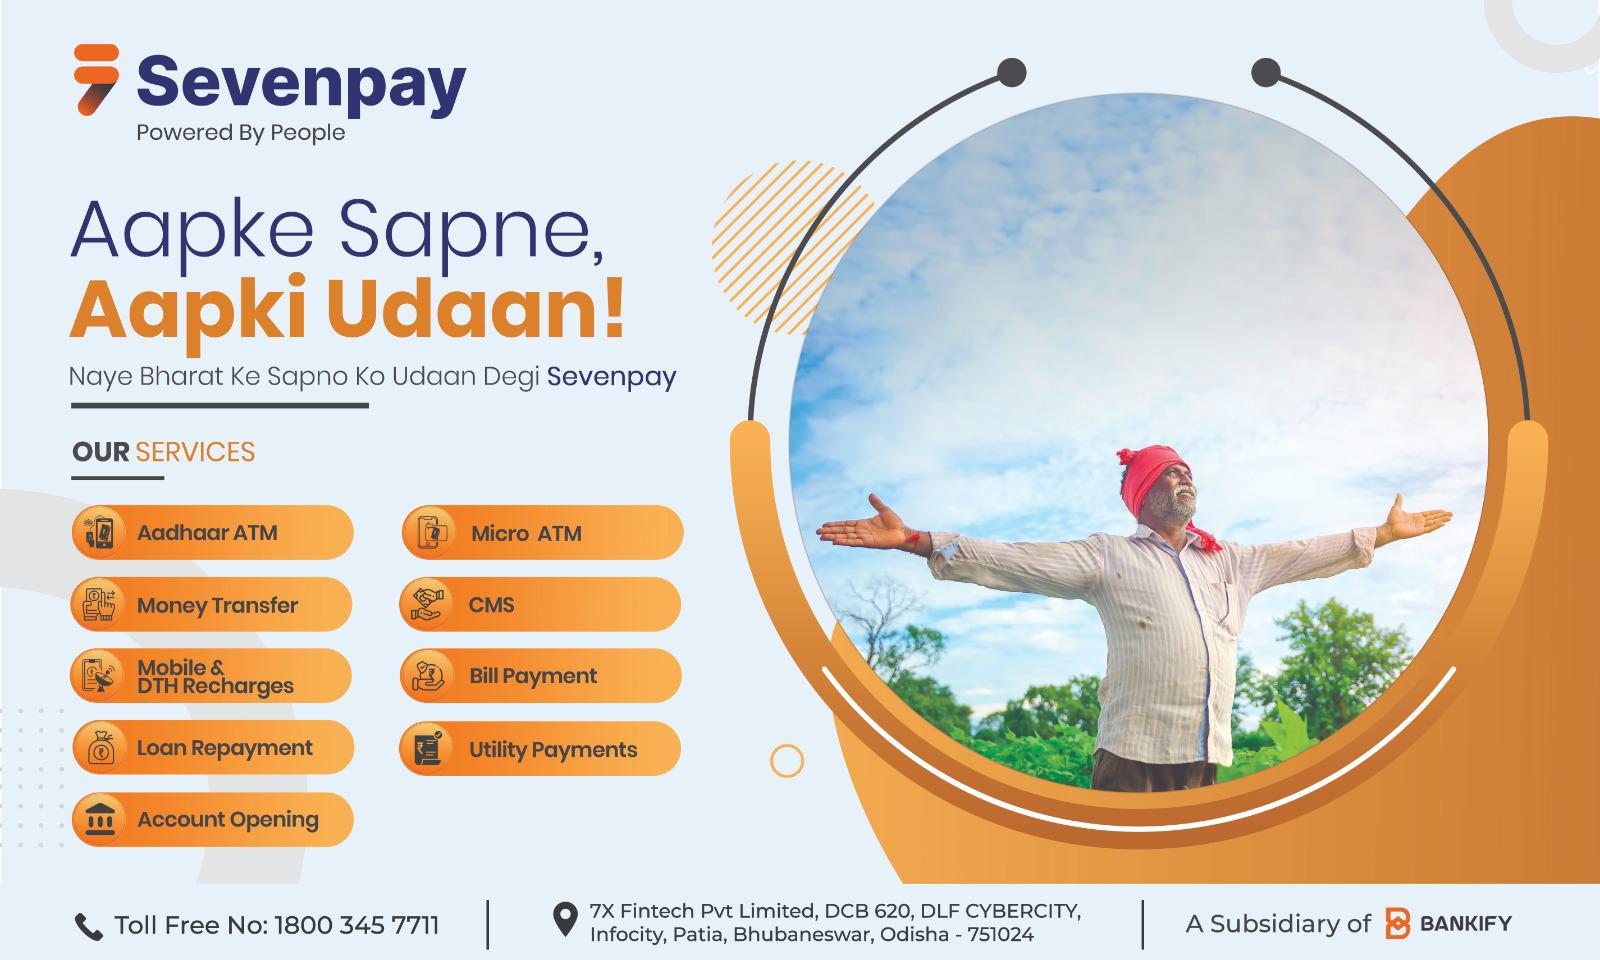 Sevenpay
Powered By People
Aapke Sapne,
Aapki Udaan!
Naye Bharat Ke Sapno Ko Udaan Degi Sevenpay
OUR SERVICES
Aadhaar ATM
Micro ATM
Money Transfer
CMS
Mobile &
DTH Recharges
Bill Payment
Loan Repayment
Utility Payments
Account Opening
Toll Free No: 1800 345 7711
7X Fintech Pvt Limited, DCB 620, DLF CYBERCITY,
Infocity, Patia, Bhubaneswar, Odisha - 751024
A Subsidiary of BANKIFY